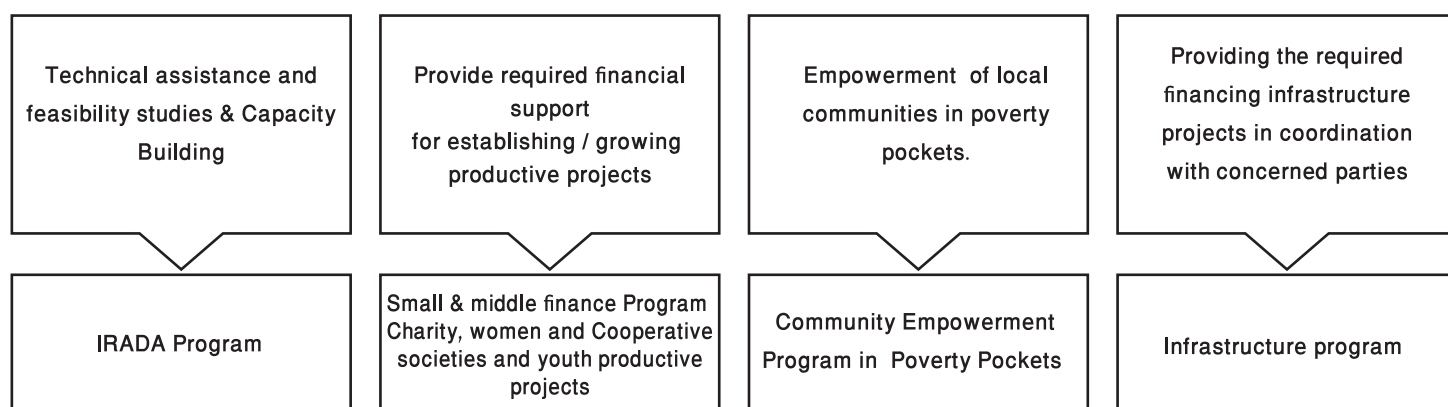 Technical assistance and
feasibility studies & Capacity
Building
Provide required financial
support
for establishing / growing
productive projects
Empowerment of local
communities in poverty
pockets.
Providing the required
financing infrastructure
projects in coordination
with concerned parties
IRADA Program
Small & middle finance Program
Charity, women and Cooperative
societies and youth productive
projects
Community Empowerment
Program in Poverty Pockets
Infrastructure program